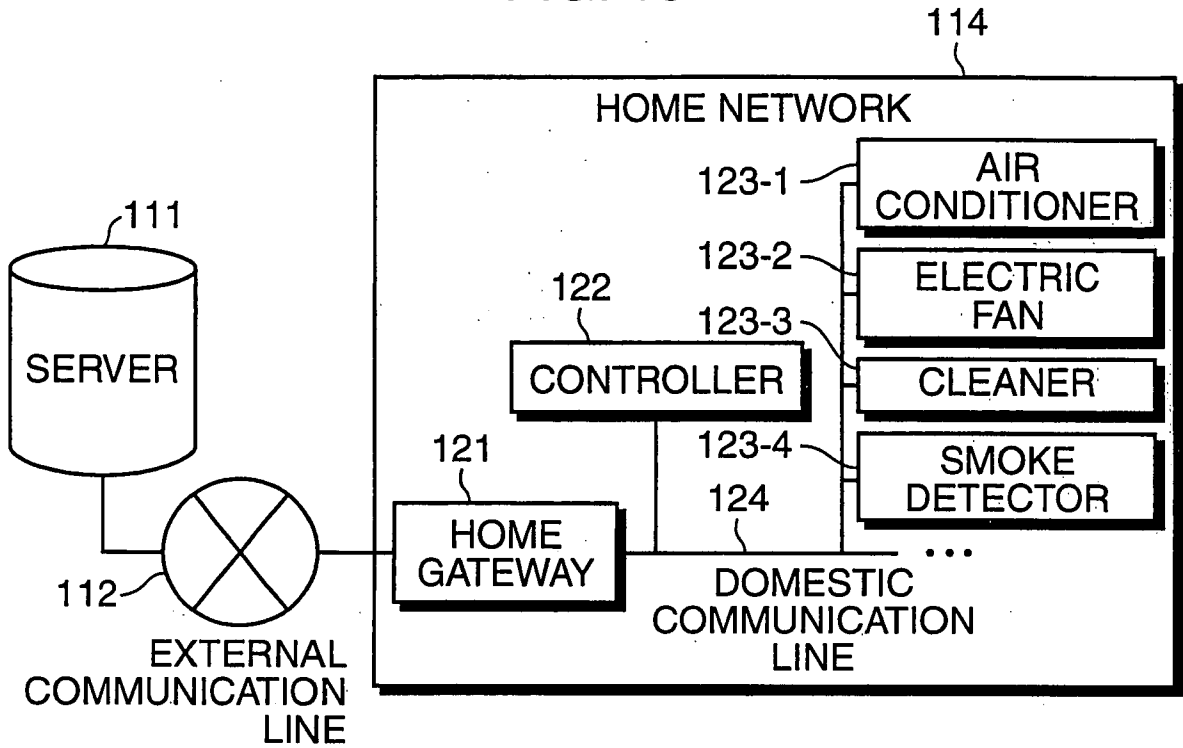 114
HOME NETWORK
123-1
AIR
CONDITIONER
111
123-2
ELECTRIC
FAN
122
123-3
SERVER
CONTROLLER
CLEANER
121
123-4
SMOKE
DETECTOR
124
HOME
GATEWAY
...
112
DOMESTIC
COMMUNICATION
LINE
EXTERNAL
COMMUNICATION
LINE